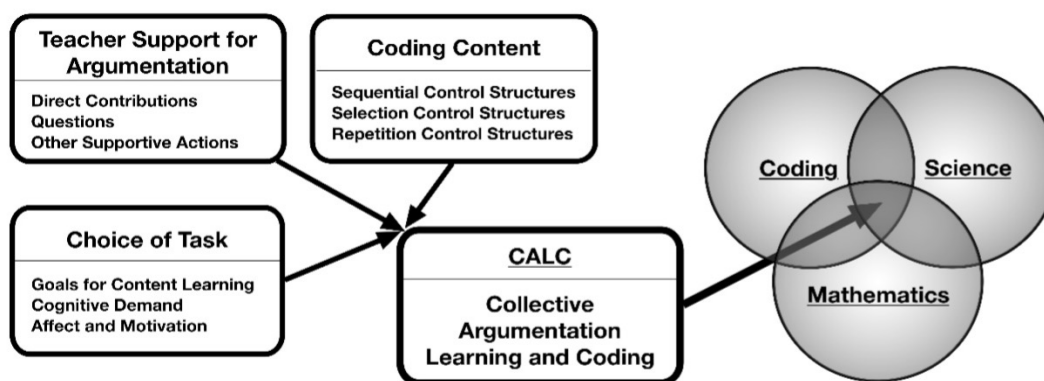 Teacher Support for
Argumentation
Direct Contributions
Questions
Other Supportive Actions
Coding Content
Sequential Control Structures
Selection Control Structures
Repetition Control Structures
Choice of Task
Goals for Content Learning
Cognitive Demand
Affect and Motivation
CALC
Collective
Argumentation
Learning and Coding
Coding
Science
Mathematics